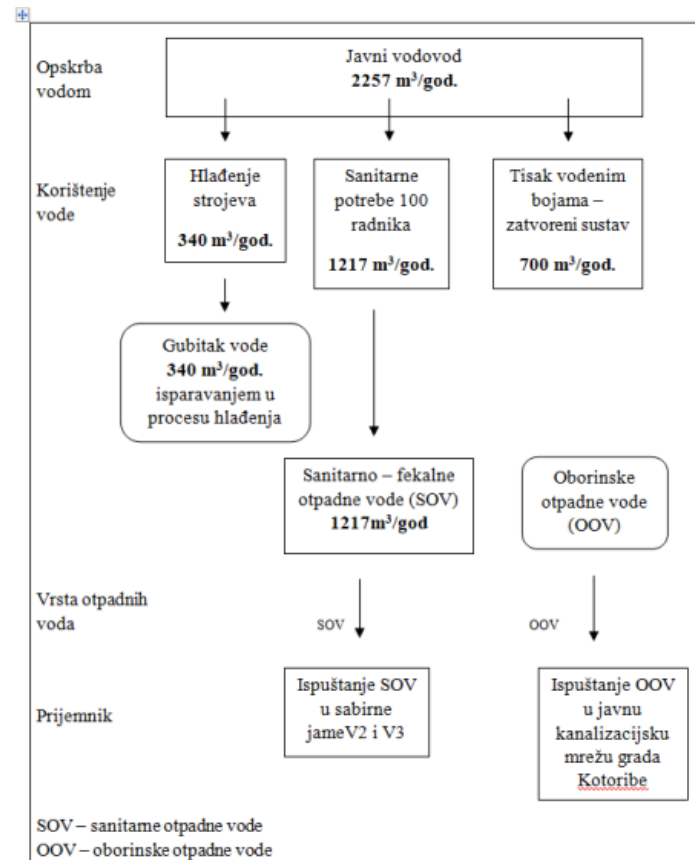 Opskrba
vodom
Javni vodovod
2257 m³/god.
Korištenje
vode
Hlađenje
strojeva
340 m³/god.
Sanitarne
potrebe 100
radnika
1217 m³/god.
Tisak vodenim
bojama –
zatvoreni sustav
700 m³/god.
Gubitak vode
340 m³/god.
isparavanjem u
procesu hlađenja
Sanitarno – fekalne
otpadne vode (SOV)
1217m³/god
Oborinske
otpadne vode
(OOV)
Vrsta otpadnih
voda
SOV
OOV
Prijemnik
Ispuštanje SOV
u sabirne
jameV2 i V3
Ispuštanje OOV
u javnu
kanalizacijsku
mrežu grada
Kotoribe
SOV – sanitarne otpadne vode
OOV – oborinske otpadne vode